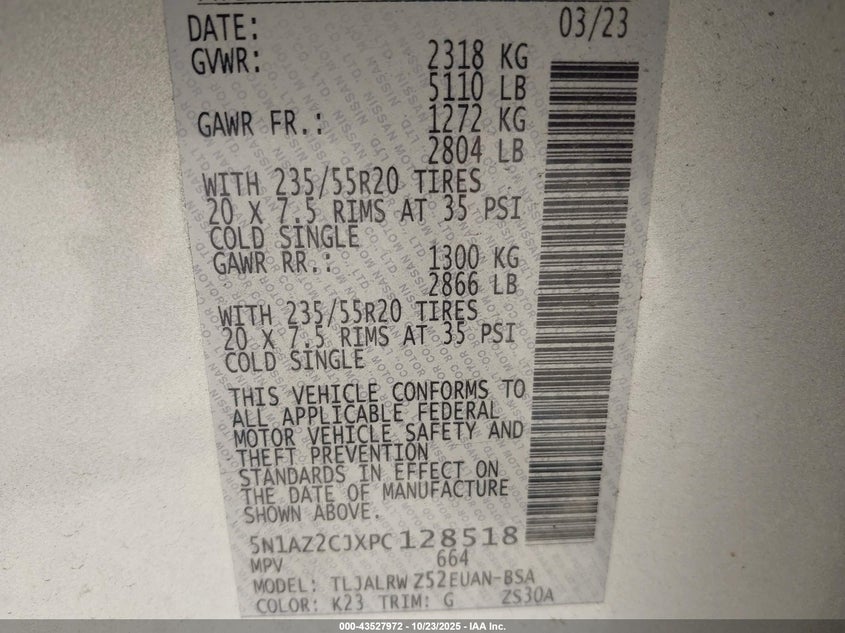 DATE: 03/23
GVWR: 2318 KG
5110 LB
GAWR FR.: 1272 KG
2804 LB
WITH 235/55R20 TIRES
20 X 7.5 RIMS AT 35 PSI
COLD SINGLE
GAWR RR.: 1300 KG
2866 LB
WITH 235/55R20 TIRES
20 X 7.5 RIMS AT 35 PSI
COLD SINGLE
THIS VEHICLE CONFORMS TO
ALL APPLICABLE FEDERAL
MOTOR VEHICLE SAFETY AND
THEFT PREVENTION
STANDARDS IN EFFECT ON
THE DATE OF MANUFACTURE
SHOWN ABOVE.
5N1AZ2CJXPC128518
MPV 664
MODEL: TLJALRW Z52EUAN-BSA
COLOR: K23 TRIM: G ZS30A
000-43527972 - 10/23/2025 - IAA Inc.